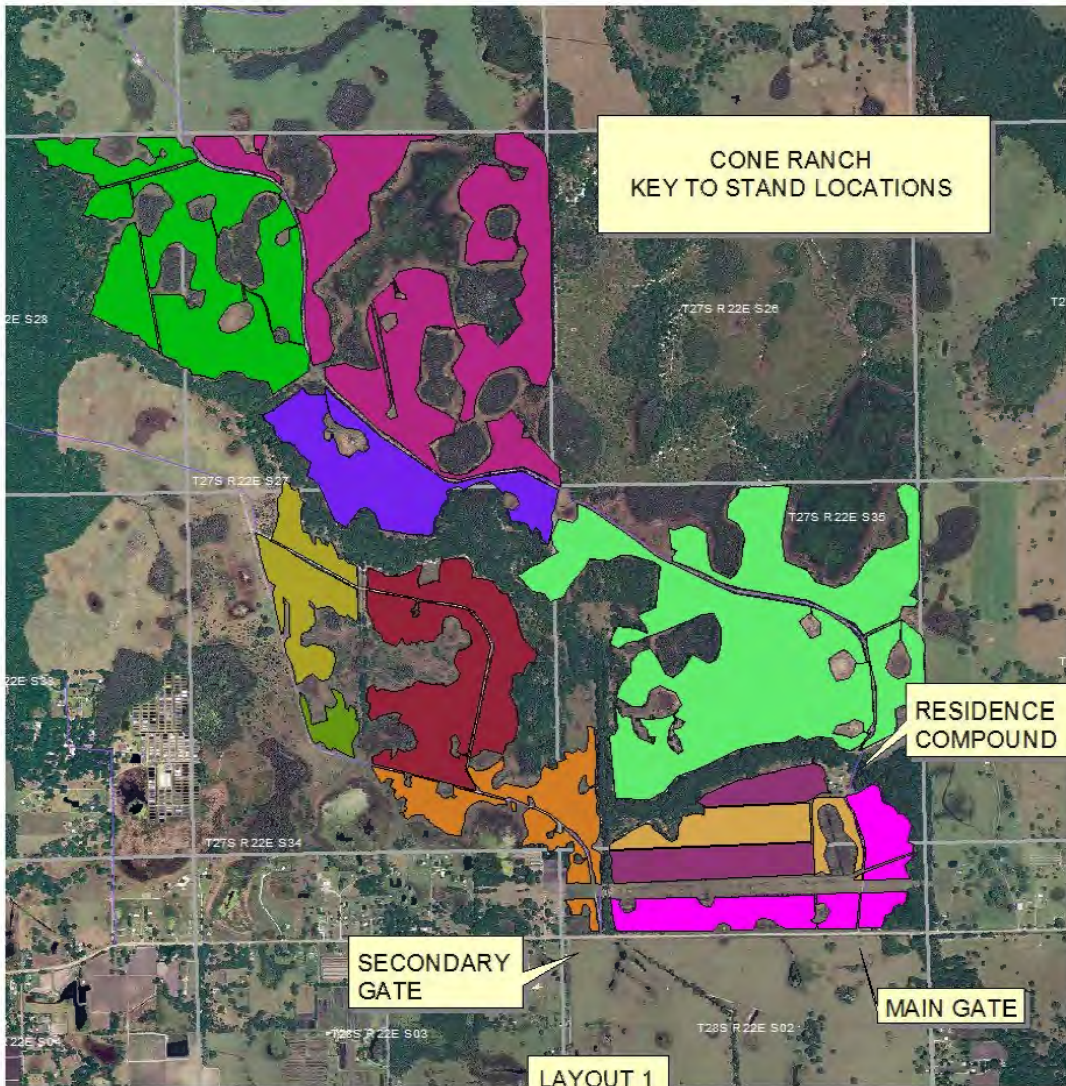 CONE RANCH
KEY TO STAND LOCATIONS
2E S28
T27S R22E S26
T2
T27S R22E S27
T27S R22E S35
2E S33
RESIDENCE
COMPOUND
T27S R22E S34
SECONDARY
GATE
MAIN GATE
22E S04
T28S R22E S03
T28S R22E S02
LAYOUT 1